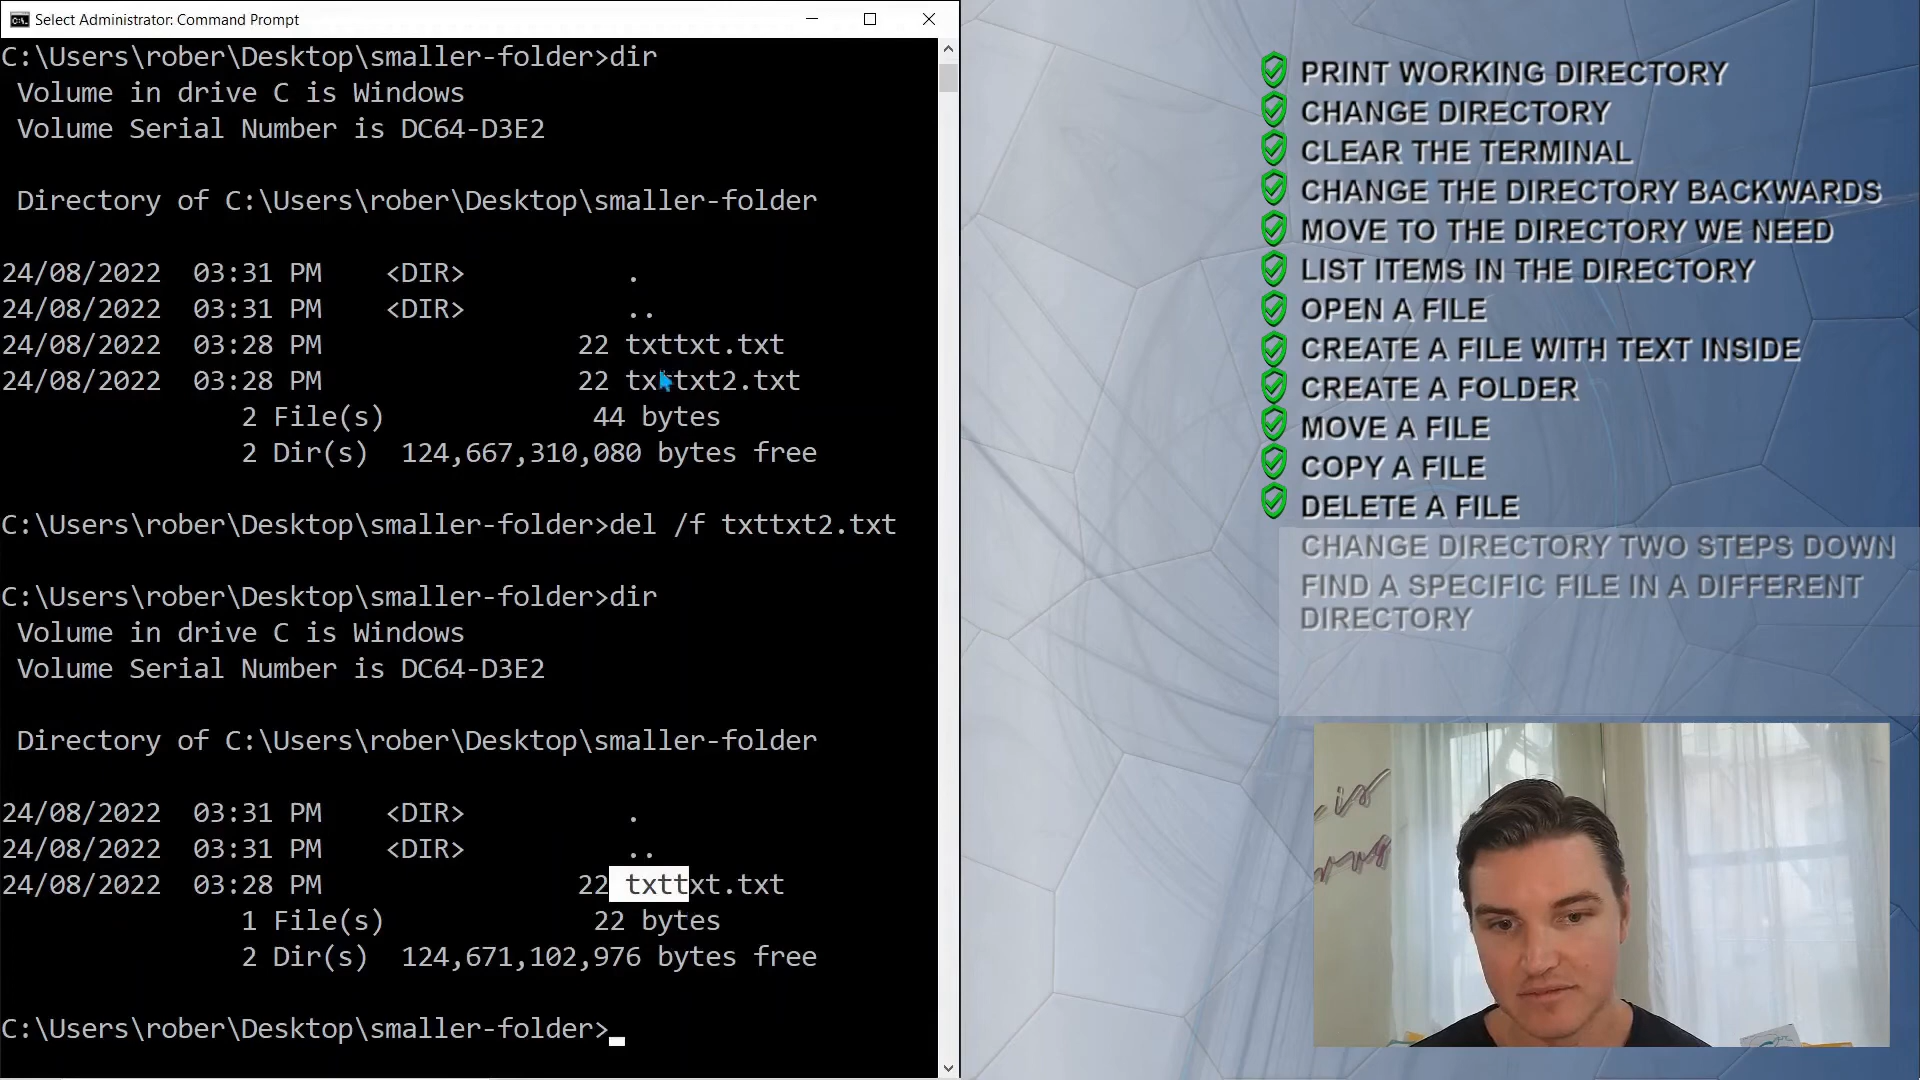 Select Administrator: Command Prompt
C:\Users\rober\Desktop\smaller-folder>dir
Volume in drive C is Windows
Volume Serial Number is DC64-D3E2
Directory of C:\Users\rober\Desktop\smaller-folder
24/08/2022 03:31 PM <DIR> .
24/08/2022 03:31 PM <DIR> ..
24/08/2022 03:28 PM 22 txttxt.txt
24/08/2022 03:28 PM 22 txttxt2.txt
2 File(s) 44 bytes
2 Dir(s) 124,667,310,080 bytes free
C:\Users\rober\Desktop\smaller-folder>del /f txttxt2.txt
C:\Users\rober\Desktop\smaller-folder>dir
Volume in drive C is Windows
Volume Serial Number is DC64-D3E2
Directory of C:\Users\rober\Desktop\smaller-folder
24/08/2022 03:31 PM <DIR> .
24/08/2022 03:31 PM <DIR> ..
24/08/2022 03:28 PM 22 txttxt.txt
1 File(s) 22 bytes
2 Dir(s) 124,671,102,976 bytes free
C:\Users\rober\Desktop\smaller-folder>
PRINT WORKING DIRECTORY
CHANGE DIRECTORY
CLEAR THE TERMINAL
CHANGE THE DIRECTORY BACKWARDS
MOVE TO THE DIRECTORY WE NEED
LIST ITEMS IN THE DIRECTORY
OPEN A FILE
CREATE A FILE WITH TEXT INSIDE
CREATE A FOLDER
MOVE A FILE
COPY A FILE
DELETE A FILE
CHANGE DIRECTORY TWO STEPS DOWN
FIND A SPECIFIC FILE IN A DIFFERENT
DIRECTORY